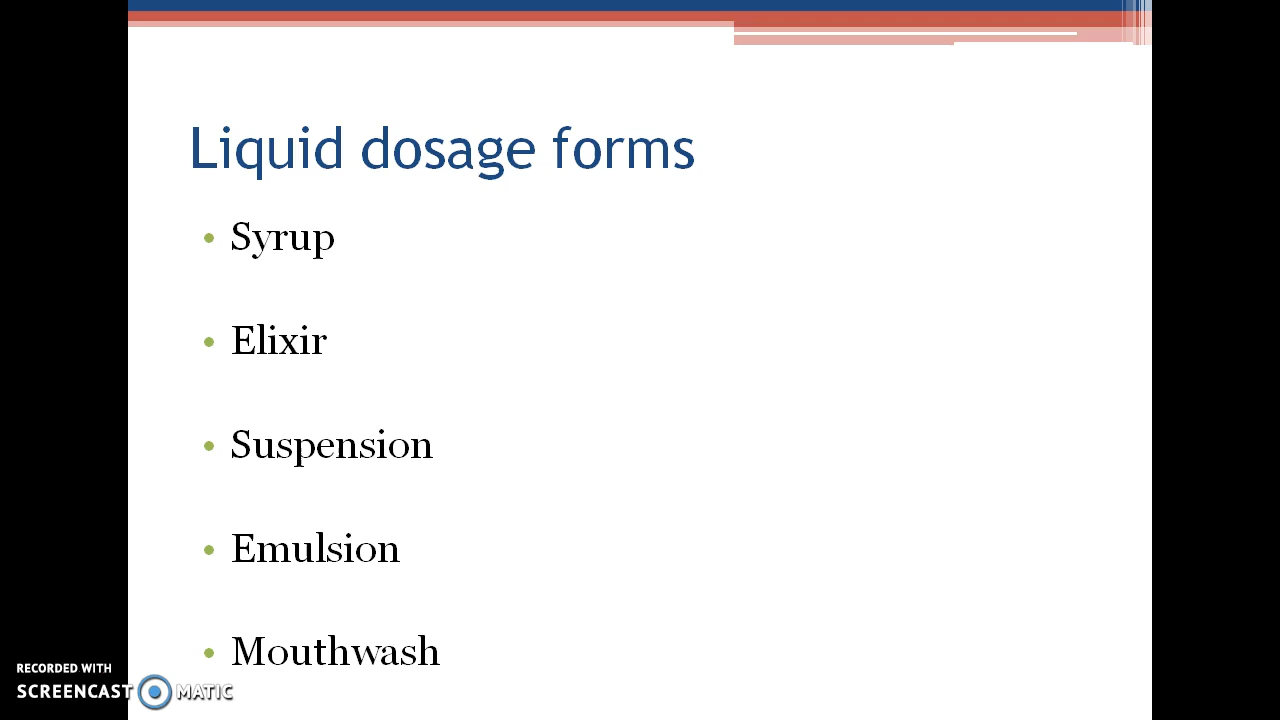 Liquid dosage forms
• Syrup
• Elixir
• Suspension
• Emulsion
• Mouthwash
RECORDED WITH
SCREENCAST MATIC